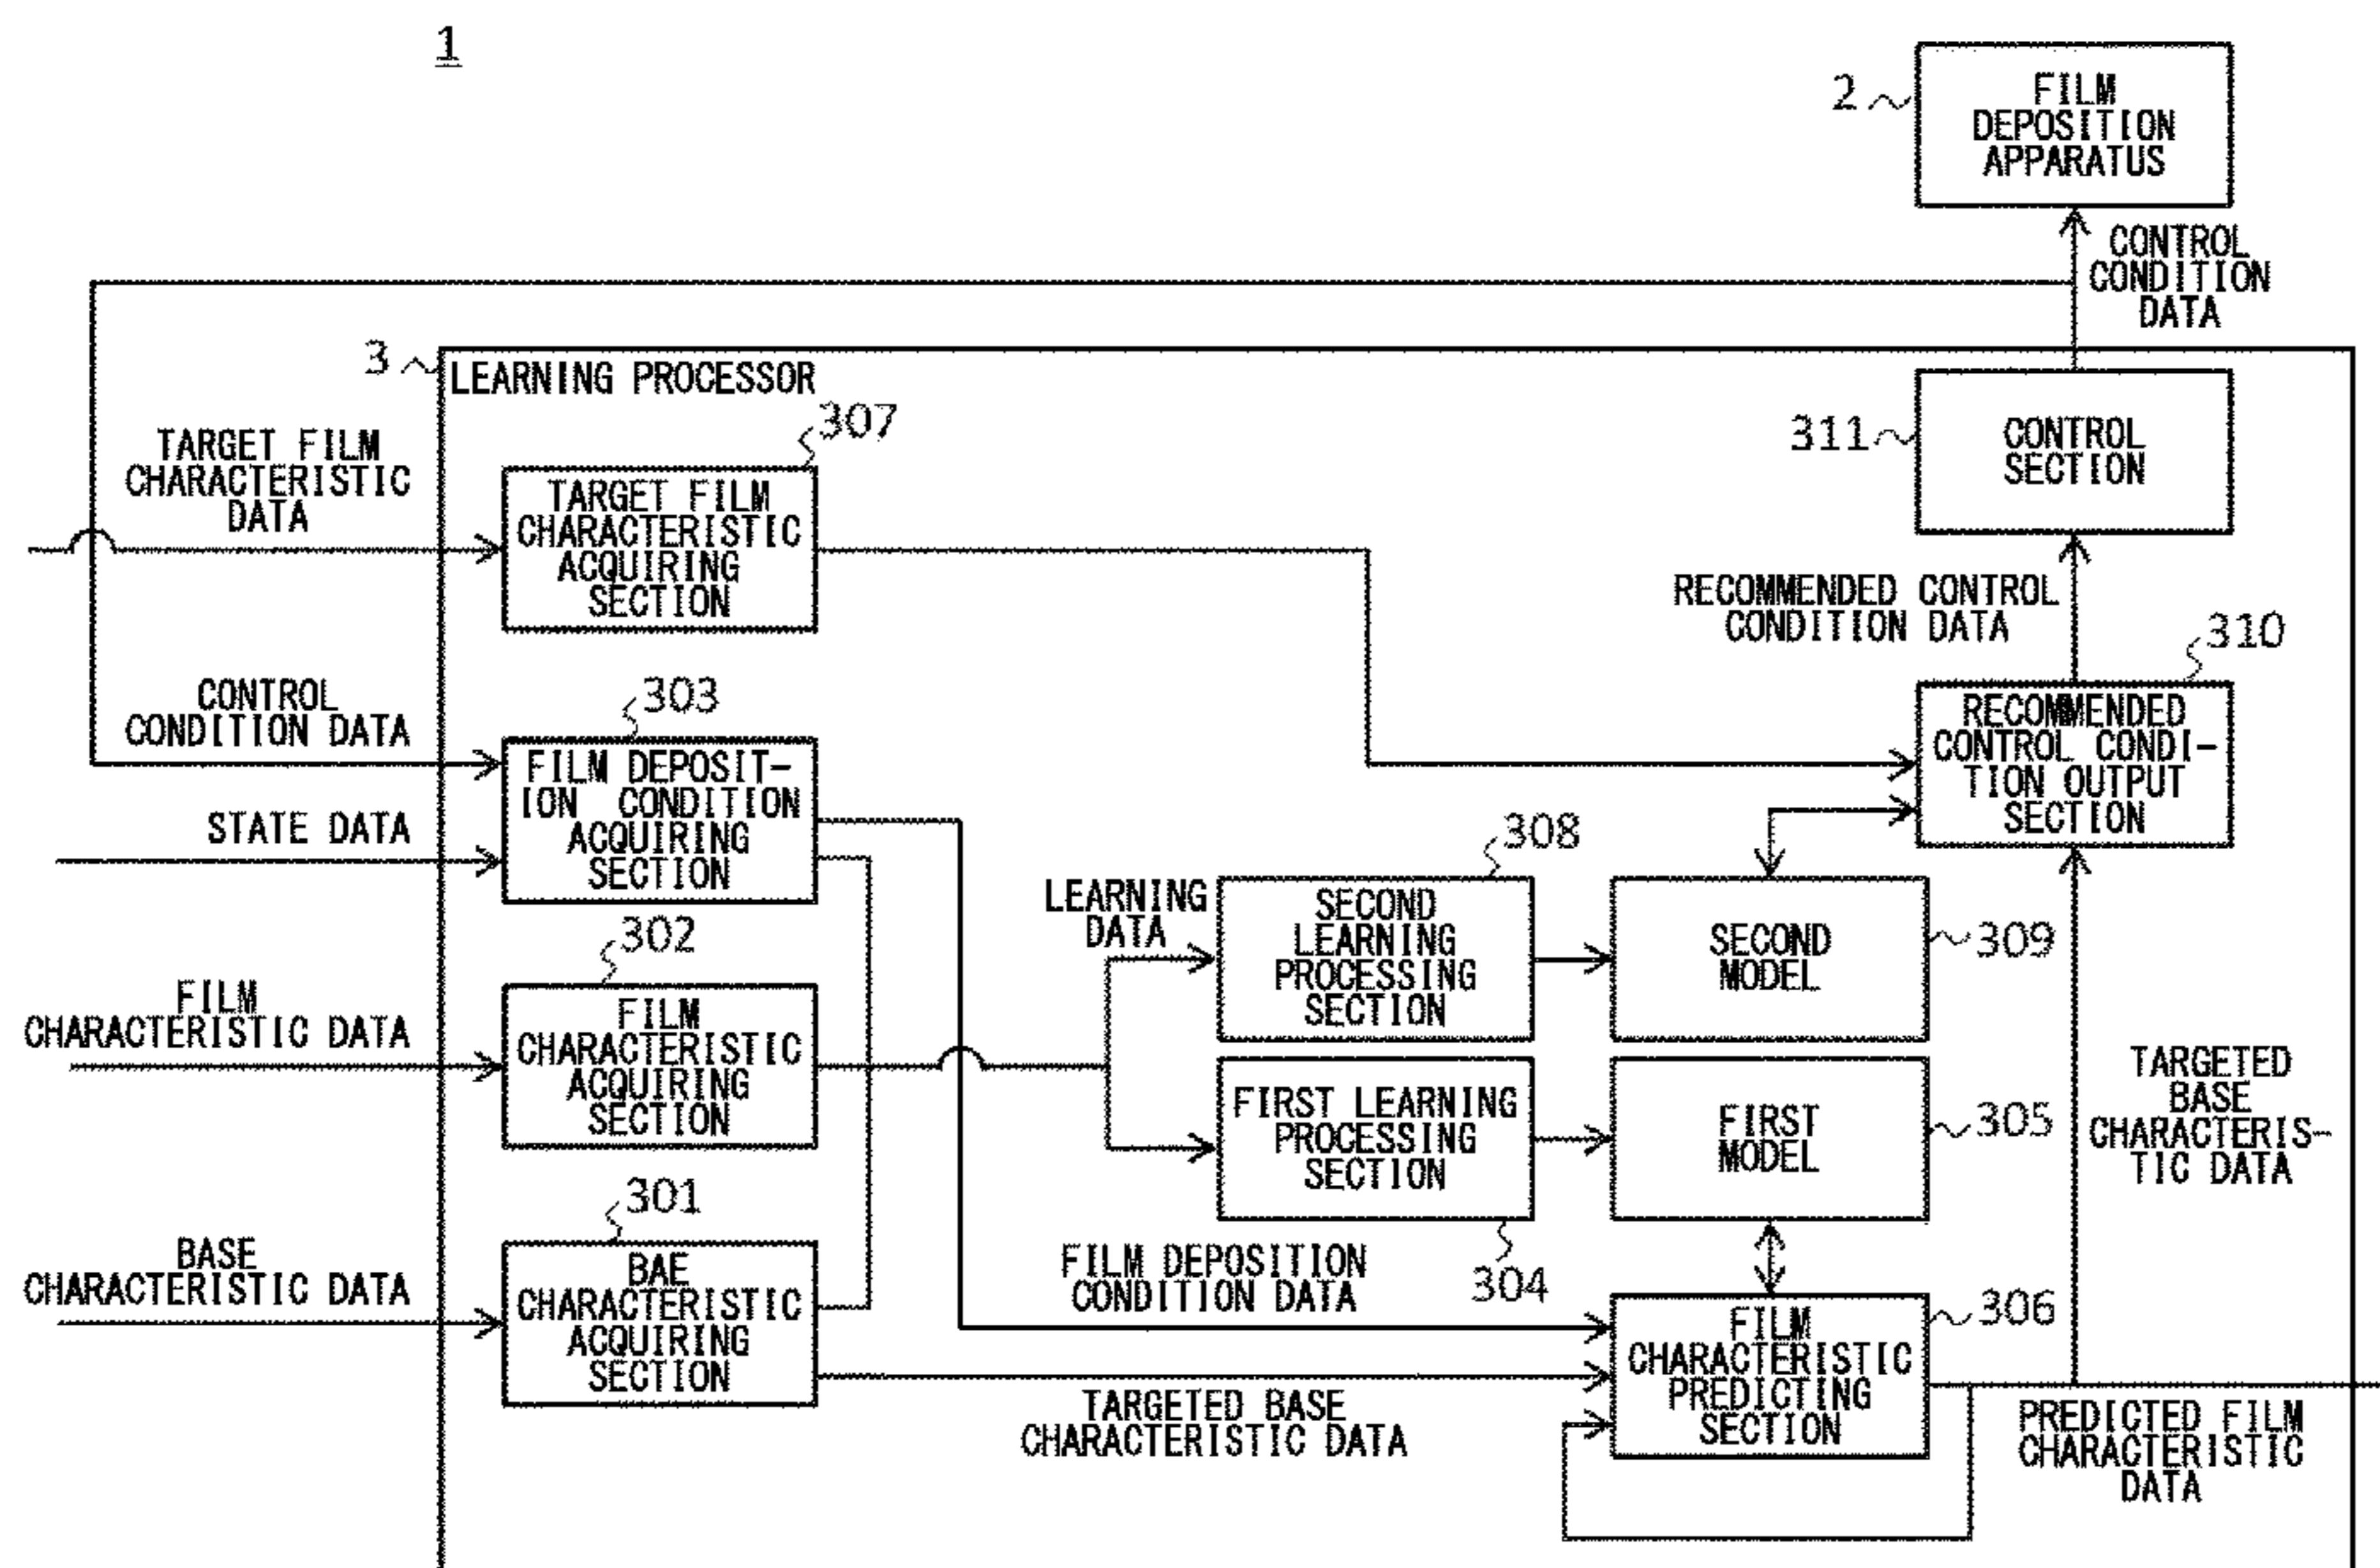 1
2
FILM
DEPOSITION
APPARATUS
CONTROL
CONDITION
DATA
3
LEARNING PROCESSOR
307
TARGET FILM
CHARACTERISTIC
DATA
TARGET FILM
CHARACTERISTIC
ACQUIRING
SECTION
311
CONTROL
SECTION
RECOMMENDED CONTROL
CONDITION DATA
310
CONTROL
CONDITION DATA
303
FILM DEPOSIT-
ION CONDITION
ACQUIRING
SECTION
RECOMMENDED
CONTROL CONDI-
TION OUTPUT
SECTION
STATE DATA
308
LEARNING
DATA
SECOND
LEARNING
PROCESSING
SECTION
SECOND
MODEL
309
302
FILM
CHARACTERISTIC DATA
FILM
CHARACTERISTIC
ACQUIRING
SECTION
FIRST LEARNING
PROCESSING
SECTION
304
FIRST
MODEL
305
TARGETED
BASE
CHARACTERIS-
TIC DATA
301
BASE
CHARACTERISTIC DATA
BAE
CHARACTERISTIC
ACQUIRING
SECTION
FILM DEPOSITION
CONDITION DATA
306
FILM
CHARACTERISTIC
PREDICTING
SECTION
TARGETED BASE
CHARACTERISTIC DATA
PREDICTED FILM
CHARACTERISTIC
DATA